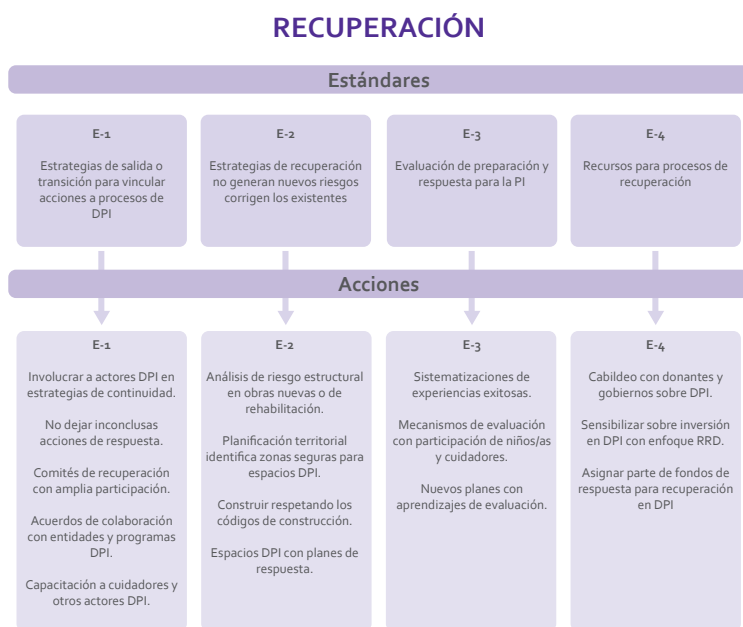 RECUPERACIÓN
Estándares
E-1
Estrategias de salida o
transición para vincular
acciones a procesos de
DPI
E-2
Estrategias de recuperación
no generan nuevos riesgos
corrigen los existentes
E-3
Evaluación de preparación y
respuesta para la PI
E-4
Recursos para procesos de
recuperación
Acciones
E-1
Involucrar a actores DPI en
estrategias de continuidad.
No dejar inconclusas
acciones de respuesta.
Comités de recuperación
con amplia participación.
Acuerdos de colaboración
con entidades y programas
DPI.
Capacitación a cuidadores y
otros actores DPI.
E-2
Análisis de riesgo estructural
en obras nuevas o de
rehabilitación.
Planificación territorial
identifica zonas seguras para
espacios DPI.
Construir respetando los
códigos de construcción.
Espacios DPI con planes de
respuesta.
E-3
Sistematizaciones de
experiencias exitosas.
Mecanismos de evaluación
con participación de niños/as
y cuidadores.
Nuevos planes con
aprendizajes de evaluación.
E-4
Cabildeo con donantes y
gobiernos sobre DPI.
Sensibilizar sobre inversión
en DPI con enfoque RRD.
Asignar parte de fondos de
respuesta para recuperación
en DPI